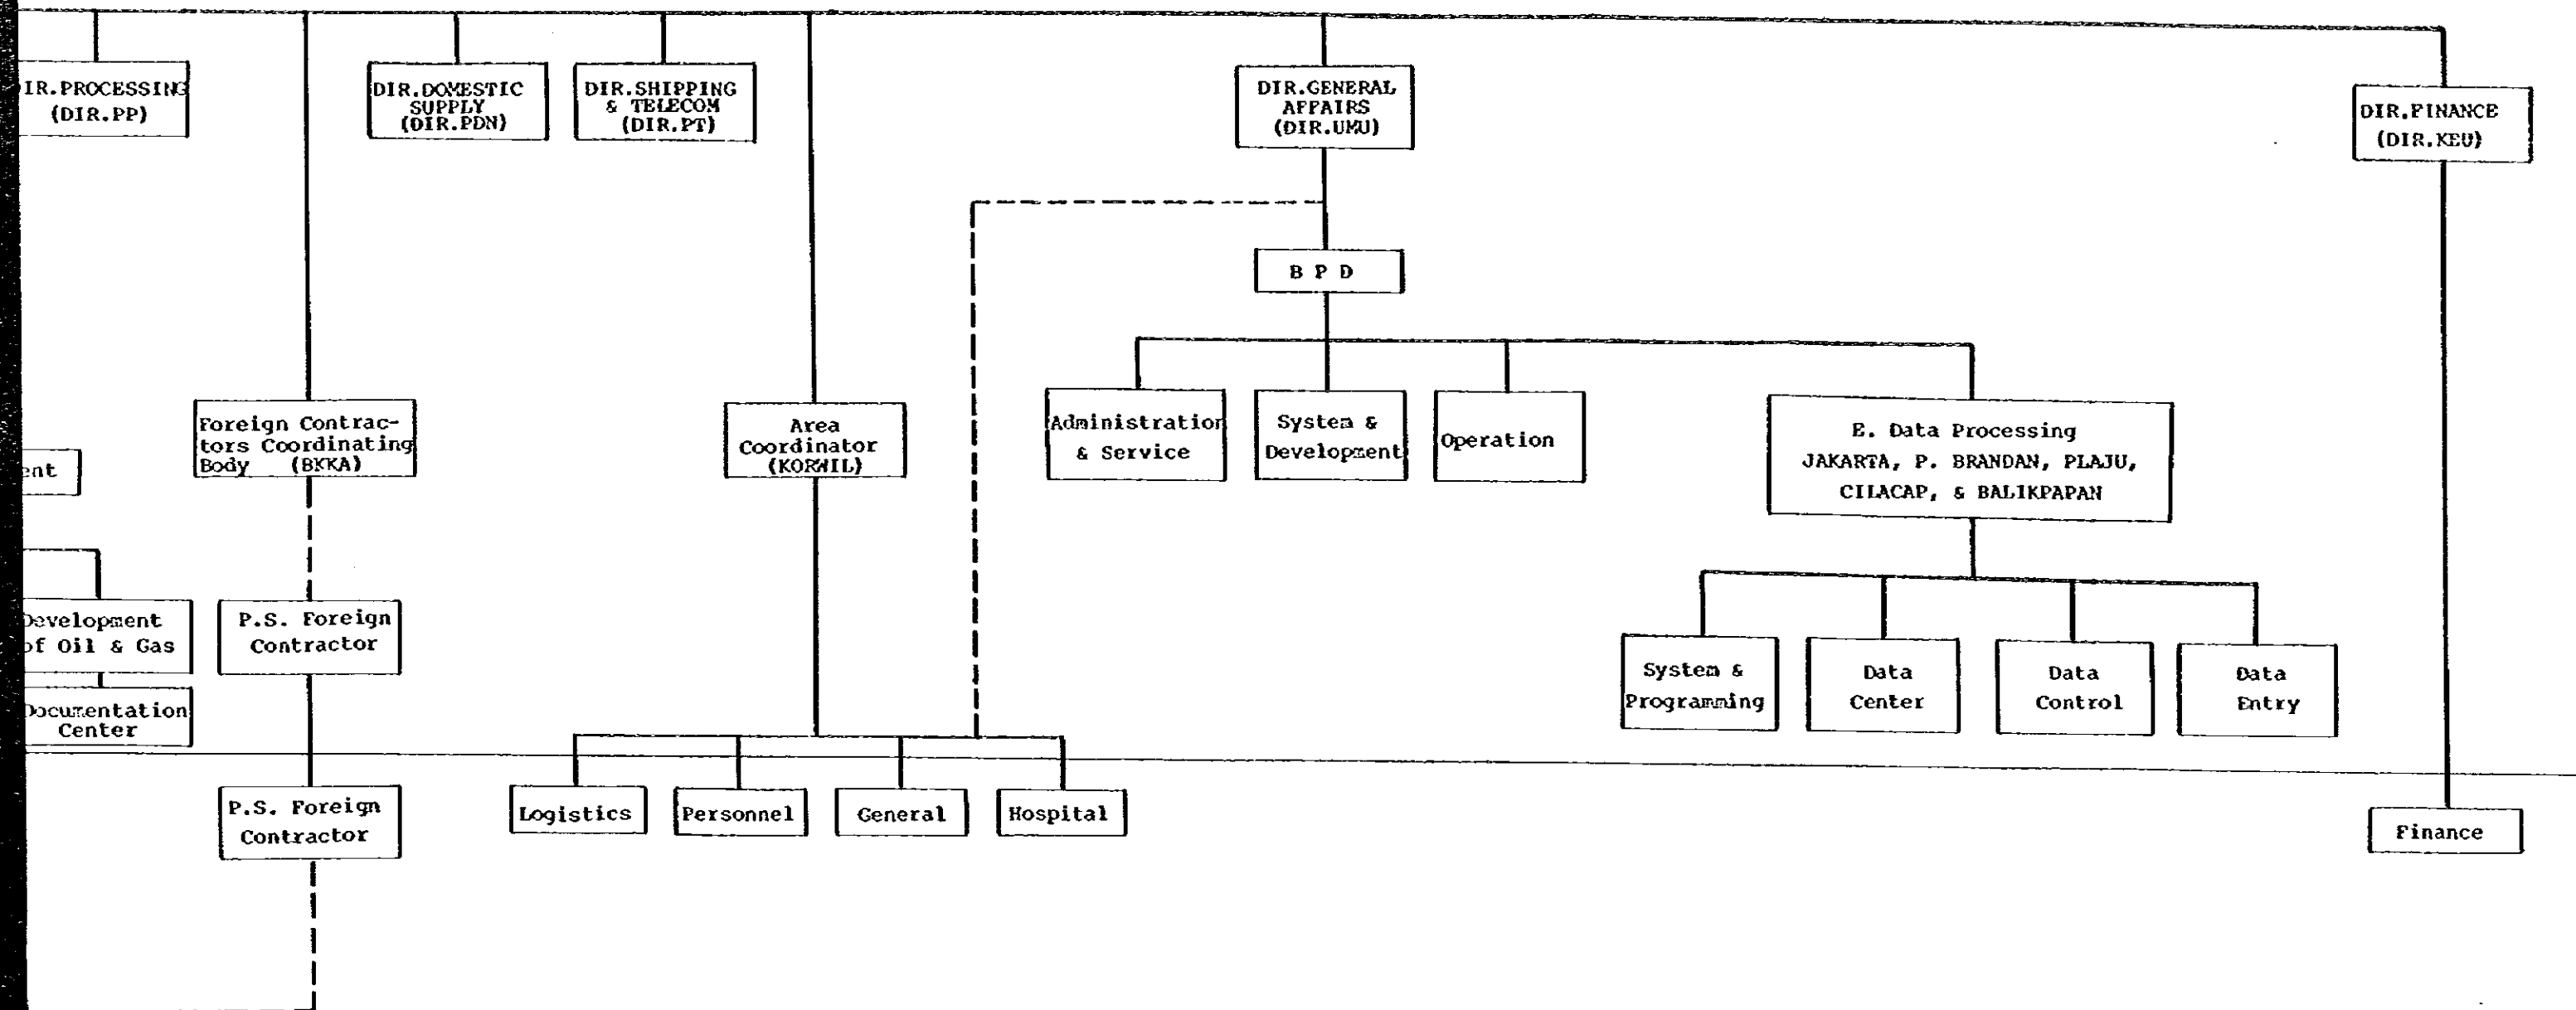 IR.PROCESSING
(DIR.PP)
DIR.DOMESTIC
SUPPLY
(DIR.PDN)
DIR.SHIPPING
& TELECOM
(DIR.PT)
DIR.GENERAL
AFFAIRS
(DIR.UMU)
DIR.FINANCE
(DIR.KEU)
B P D
Foreign Contrac-
tors Coordinating
Body (BKKA)
Area
Coordinator
(KORWIL)
Administration
& Service
System &
Development
Operation
E. Data Processing
JAKARTA, P. BRANDAN, PLAJU,
CILACAP, & BALIKPAPAN
ent
Development
of Oil & Gas
Documentation
Center
P.S. Foreign
Contractor
System &
Programming
Data
Center
Data
Control
Data
Entry
P.S. Foreign
Contractor
Logistics
Personnel
General
Hospital
Finance